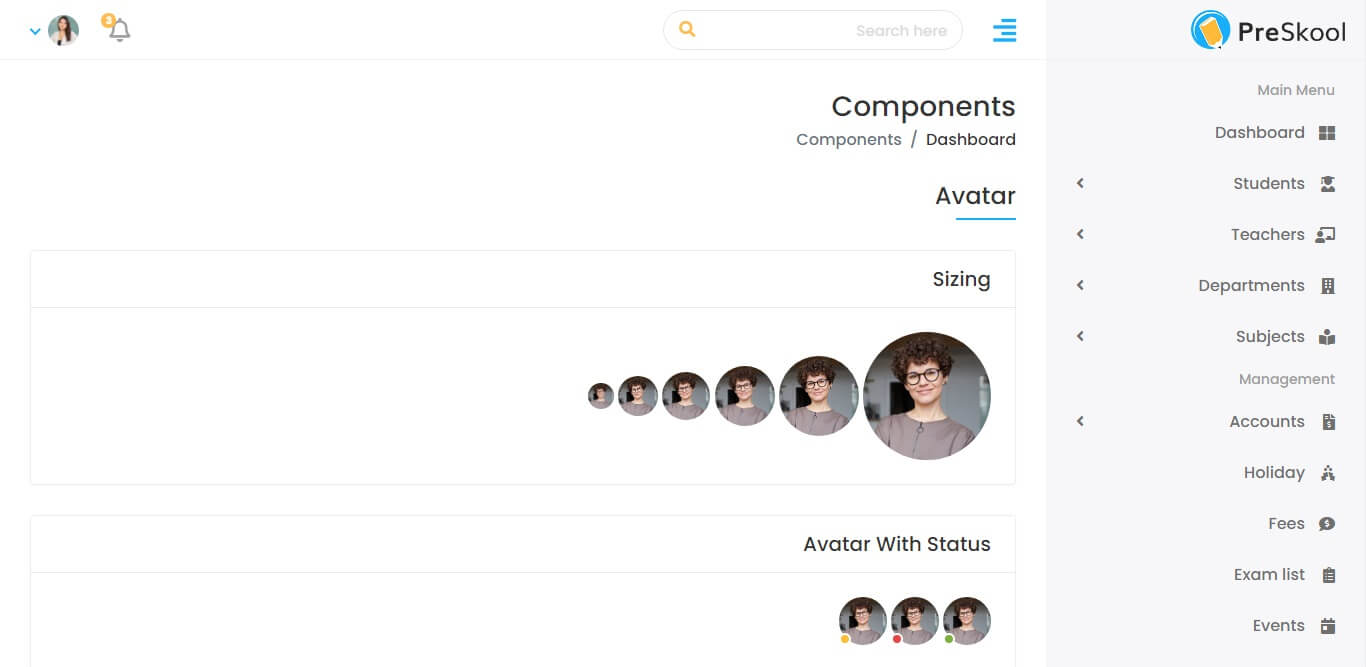 PreSkool
Search here
3
Main Menu
Dashboard
Students
Teachers
Departments
Subjects
Management
Accounts
Holiday
Fees
Exam list
Events
Components
Components / Dashboard
Avatar
Sizing
Avatar With Status